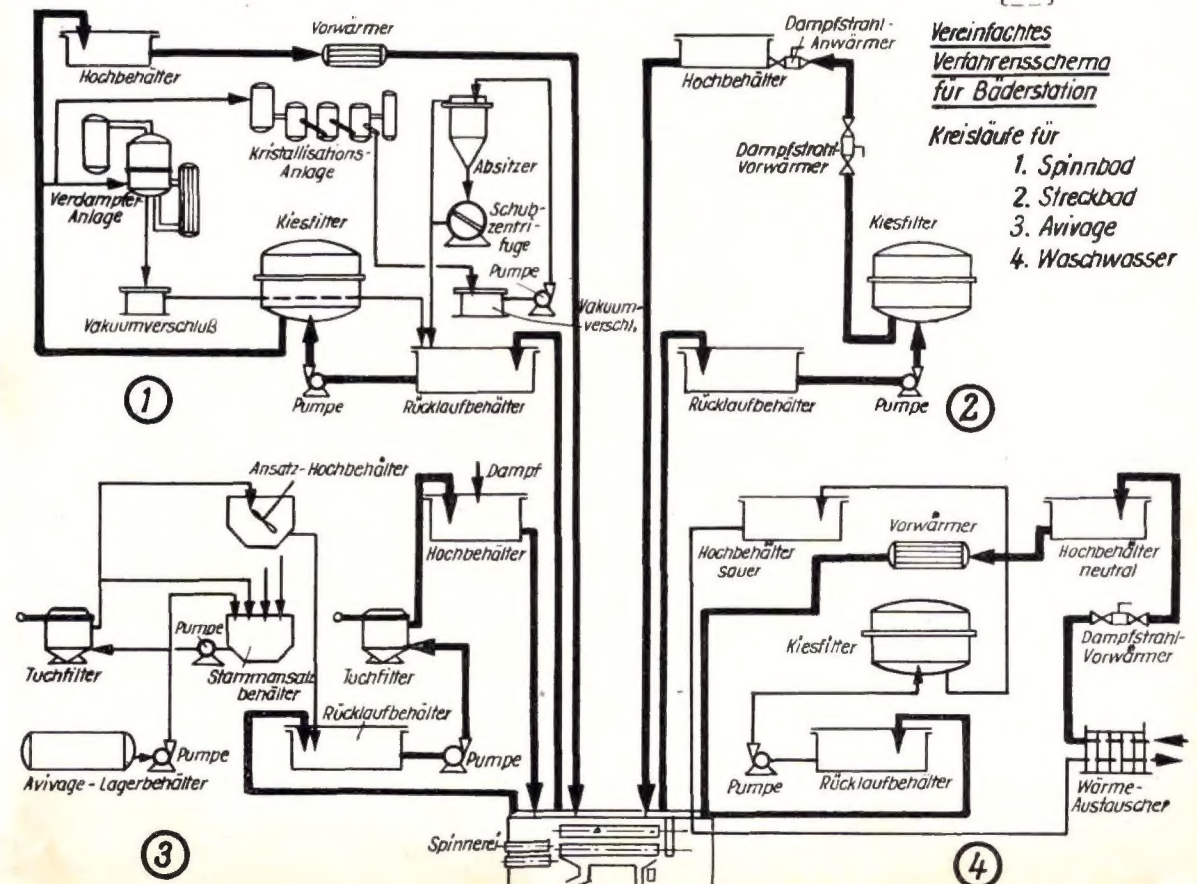 Vereinfachtes
Verfahrensschema
für Bäderstation
Kreisläufe für
1. Spinnbad
2. Streckbad
3. Avivage
4. Waschwasser
Hochbehälter
Vorwärmer
Kristallisations-
Anlage
Verdampfer
Anlage
Vakuumverschluß
Kiesfilter
Absitzer
Schub-
zentri-
fuge
Pumpe
Vakuum-
verschl.
Pumpe
Rücklaufbehälter
1
Dampfstrahl-
Anwärmer
Hochbehälter
Dampfstrahl-
Vorwärmer
Kiesfilter
Rücklaufbehälter
Pumpe
2
Ansatz-Hochbehälter
Dampf
Hochbehälter
Tuchfilter
Pumpe
Stammansatz
behälter
Tuchfilter
Rücklaufbehälter
Avivage-Lagerbehälter
Pumpe
Pumpe
Spinnerei
3
Hochbehälter
sauer
Vorwärmer
Hochbehälter
neutral
Kiesfilter
Dampfstrahl-
Vorwärmer
Pumpe
Rücklaufbehälter
Wärme-
Austauscher
4